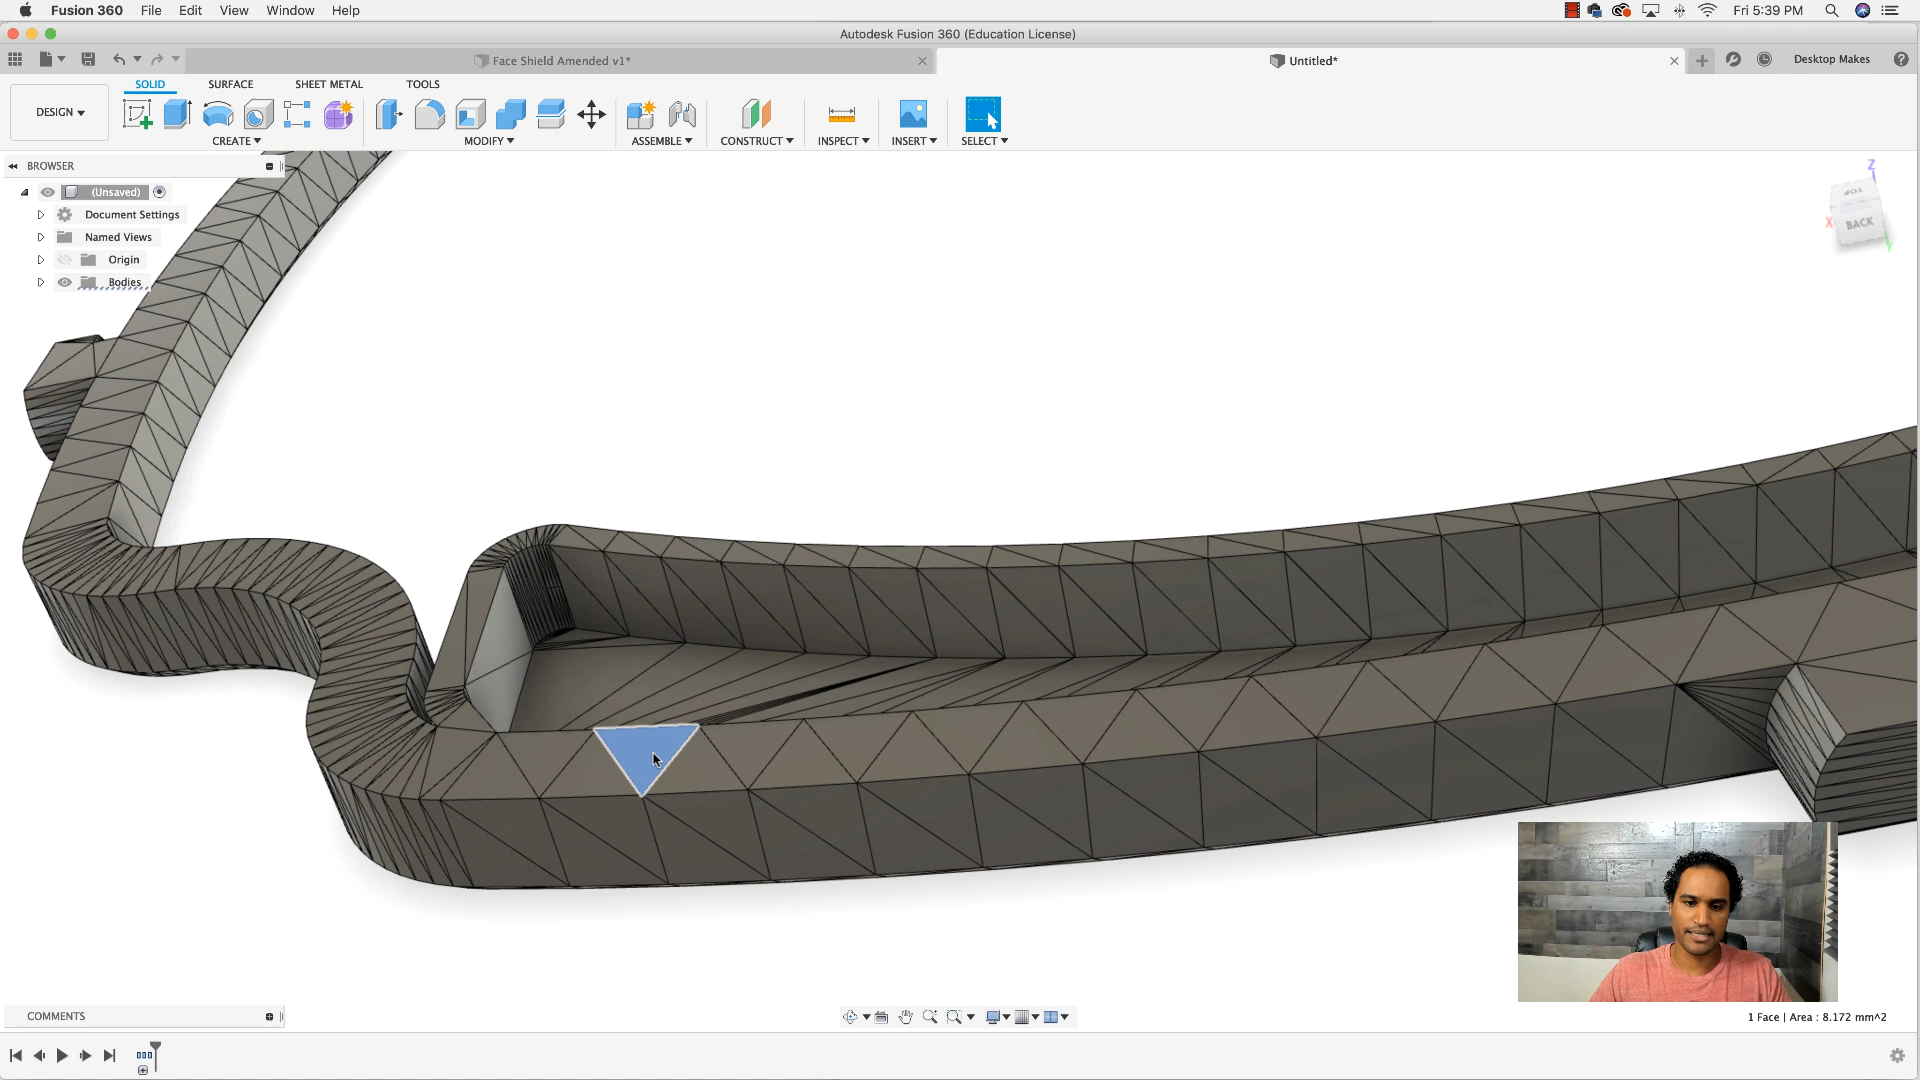 Fusion 360 File Edit View Window Help Fri 5:39 PM
Autodesk Fusion 360 (Education License)
Face Shield Amended v1* Untitled* Desktop Makes
SOLID SURFACE SHEET METAL TOOLS
DESIGN
CREATE MODIFY ASSEMBLE CONSTRUCT INSPECT INSERT SELECT
BROWSER
(Unsaved)
Document Settings
Named Views
Origin
Bodies
Z
TOP
X
BACK
Y
COMMENTS
1 Face | Area : 8.172 mm^2